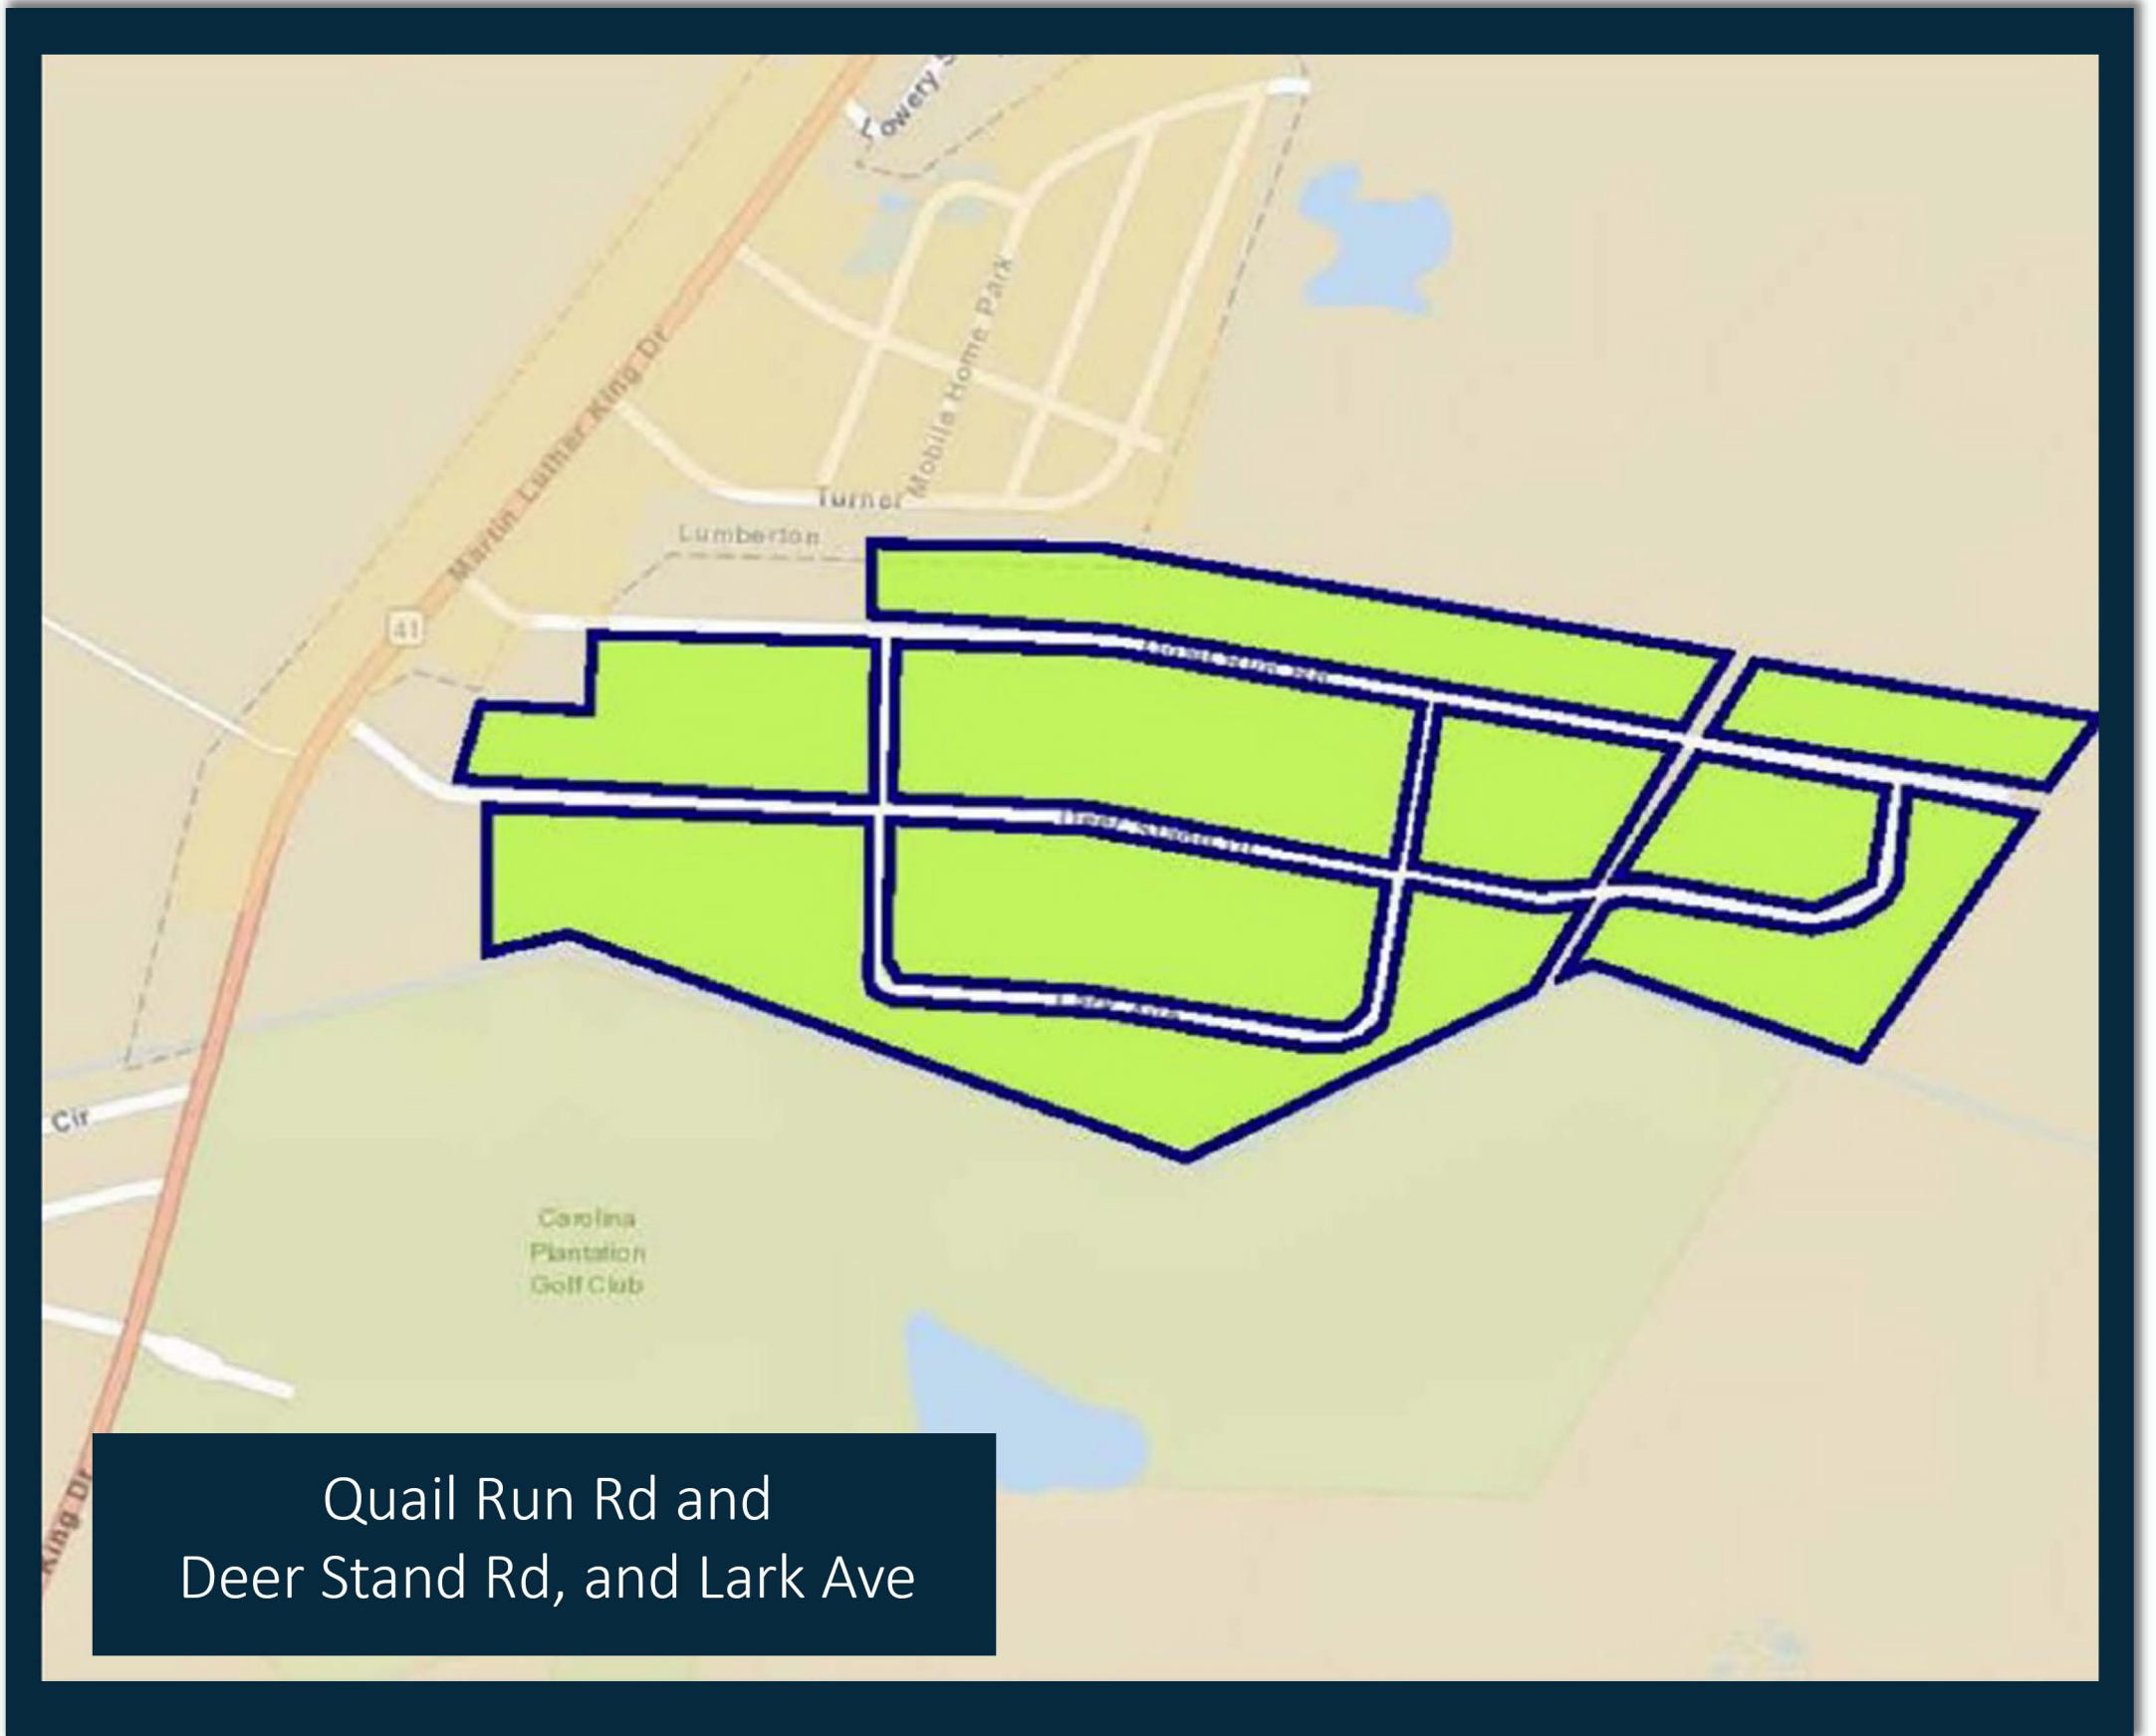 Lowery S
Mobile Home Park
Martin Luther King Dr
Turner
Lumberton
41
Cir
Carolina
Plantation
Golf Club
King Dr
Quail Run Rd and
Deer Stand Rd, and Lark Ave